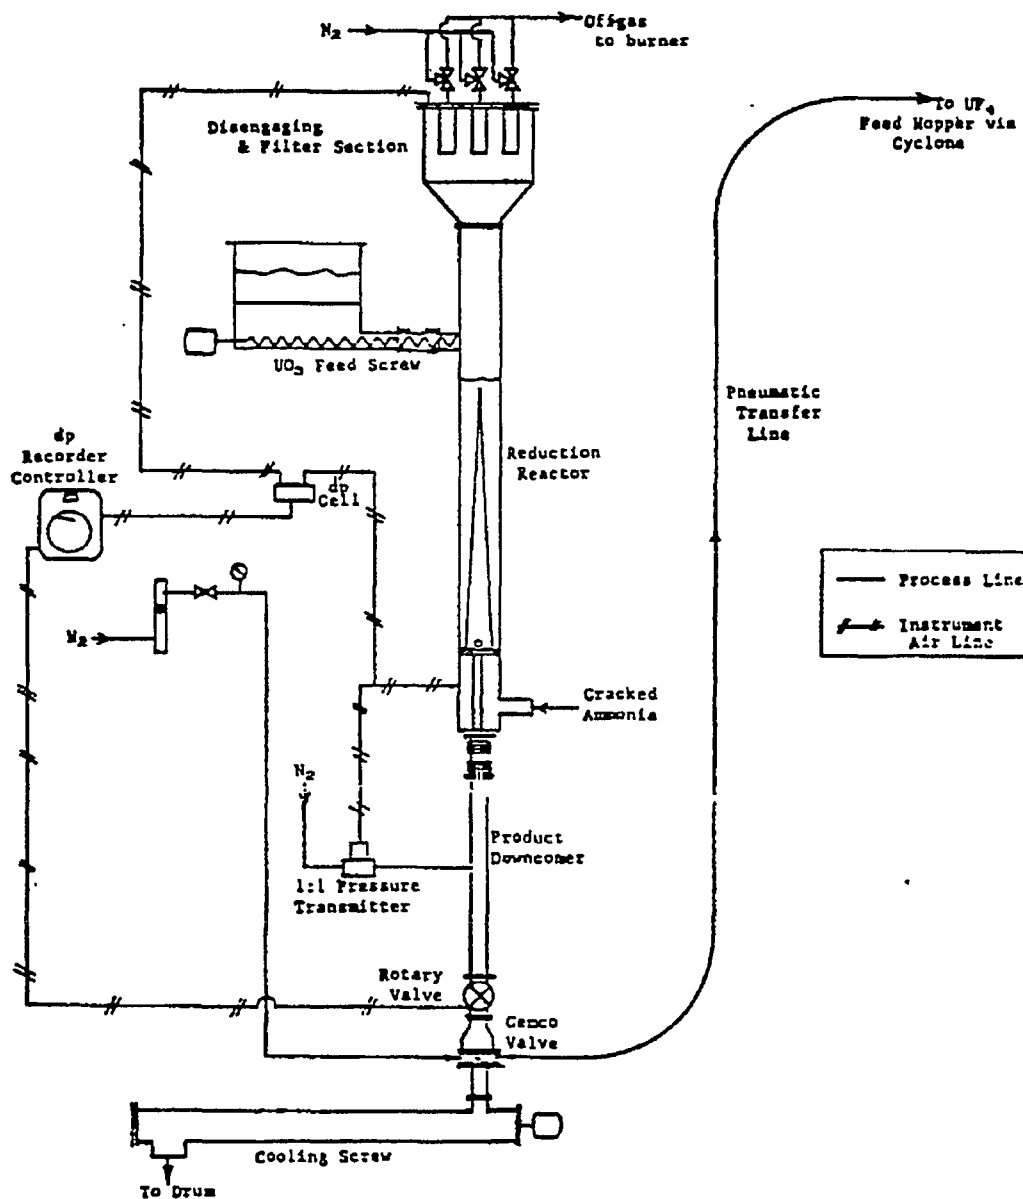 N₂
Offgas
to burner
Disengaging
& Filter Section
To UF₄
Feed Hopper via
Cyclone
UO₃ Feed Screw
Pneumatic
Transfer
Line
dp
Recorder
Controller
Reduction
Reactor
dp
Cell
Process Line
Instrument
Air Line
N₂
Cracked
Ammonia
N₂
Product
Downcomer
1:1 Pressure
Transmitter
Rotary
Valve
Gemco
Valve
Cooling Screw
To Drum